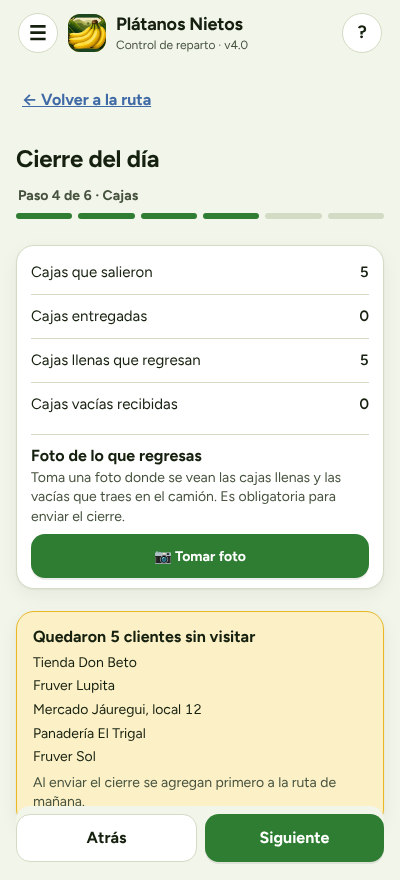 ☰
Plátanos Nietos
Control de reparto · v4.0
?
← Volver a la ruta
Cierre del día
Paso 4 de 6 · Cajas
Cajas que salieron 5
Cajas entregadas 0
Cajas llenas que regresan 5
Cajas vacías recibidas 0
Foto de lo que regresas
Toma una foto donde se vean las cajas llenas y las
vacías que traes en el camión. Es obligatoria para
enviar el cierre.
📷 Tomar foto
Quedaron 5 clientes sin visitar
Tienda Don Beto
Fruver Lupita
Mercado Jáuregui, local 12
Panadería El Trigal
Fruver Sol
Al enviar el cierre se agregan primero a la ruta de
mañana.
Atrás
Siguiente